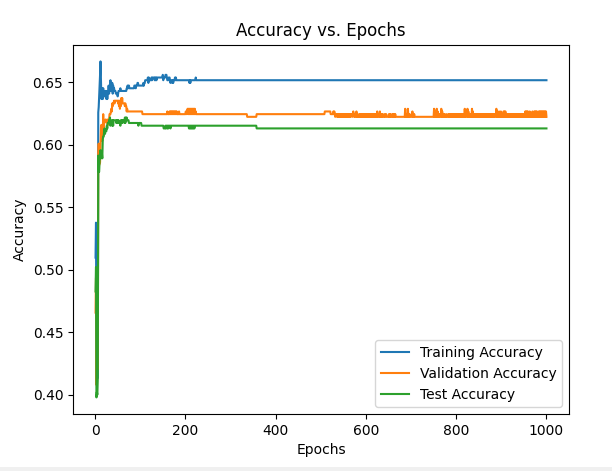 Accuracy vs. Epochs
Accuracy
0.65
0.60
0.55
0.50
0.45
0.40
Training Accuracy
Validation Accuracy
Test Accuracy
0 200 400 600 800 1000
Epochs